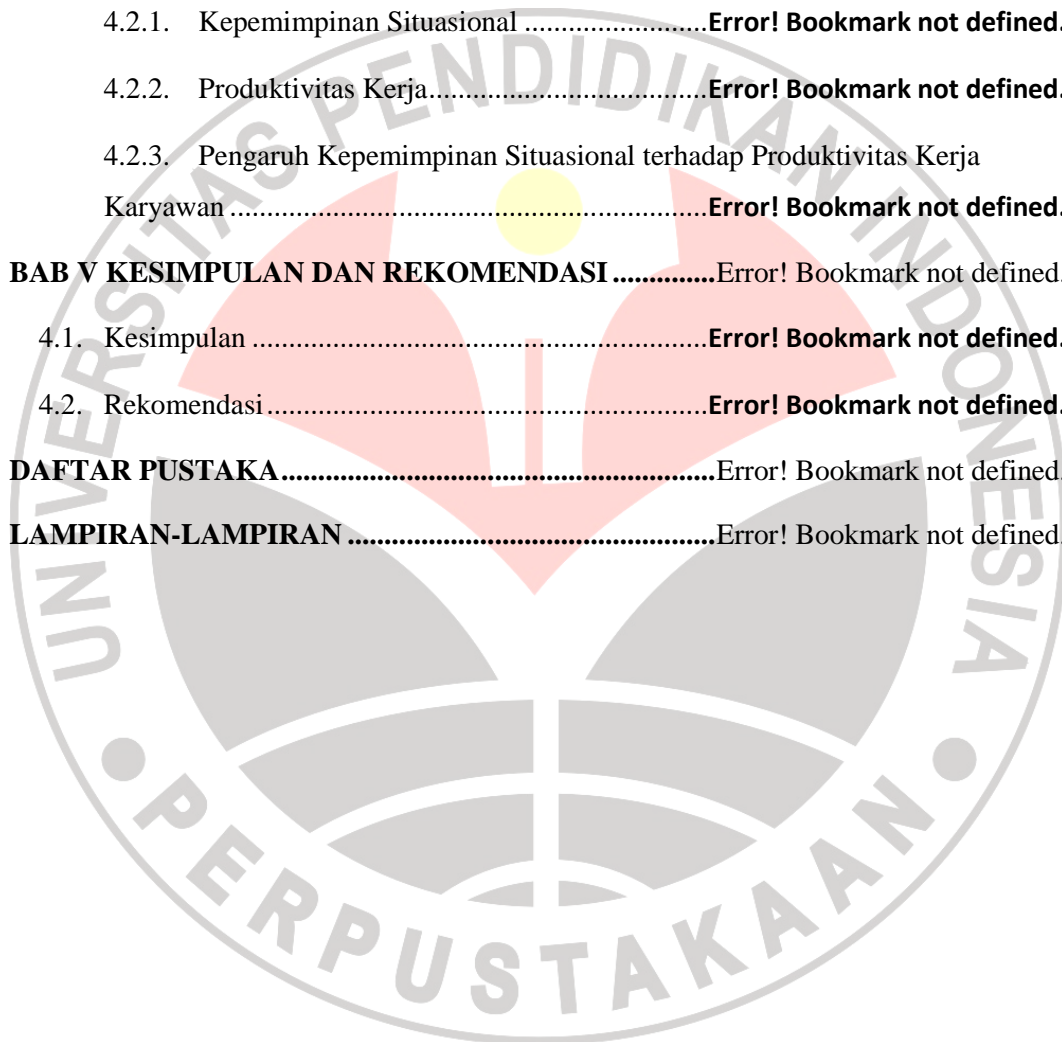 4.2.1. Kepemimpinan Situasional ........................Error! Bookmark not defined.
4.2.2. Produktivitas Kerja.....................................Error! Bookmark not defined.
4.2.3. Pengaruh Kepemimpinan Situasional terhadap Produktivitas Kerja
Karyawan ...............................................................Error! Bookmark not defined.
BAB V KESIMPULAN DAN REKOMENDASI ..............Error! Bookmark not defined.
4.1. Kesimpulan ............................................................Error! Bookmark not defined.
4.2. Rekomendasi..........................................................Error! Bookmark not defined.
DAFTAR PUSTAKA..........................................................Error! Bookmark not defined.
LAMPIRAN-LAMPIRAN .................................................Error! Bookmark not defined.
UNIVERSITAS PENDIDIKAN INDONESIA
PERPUSTAKAAN